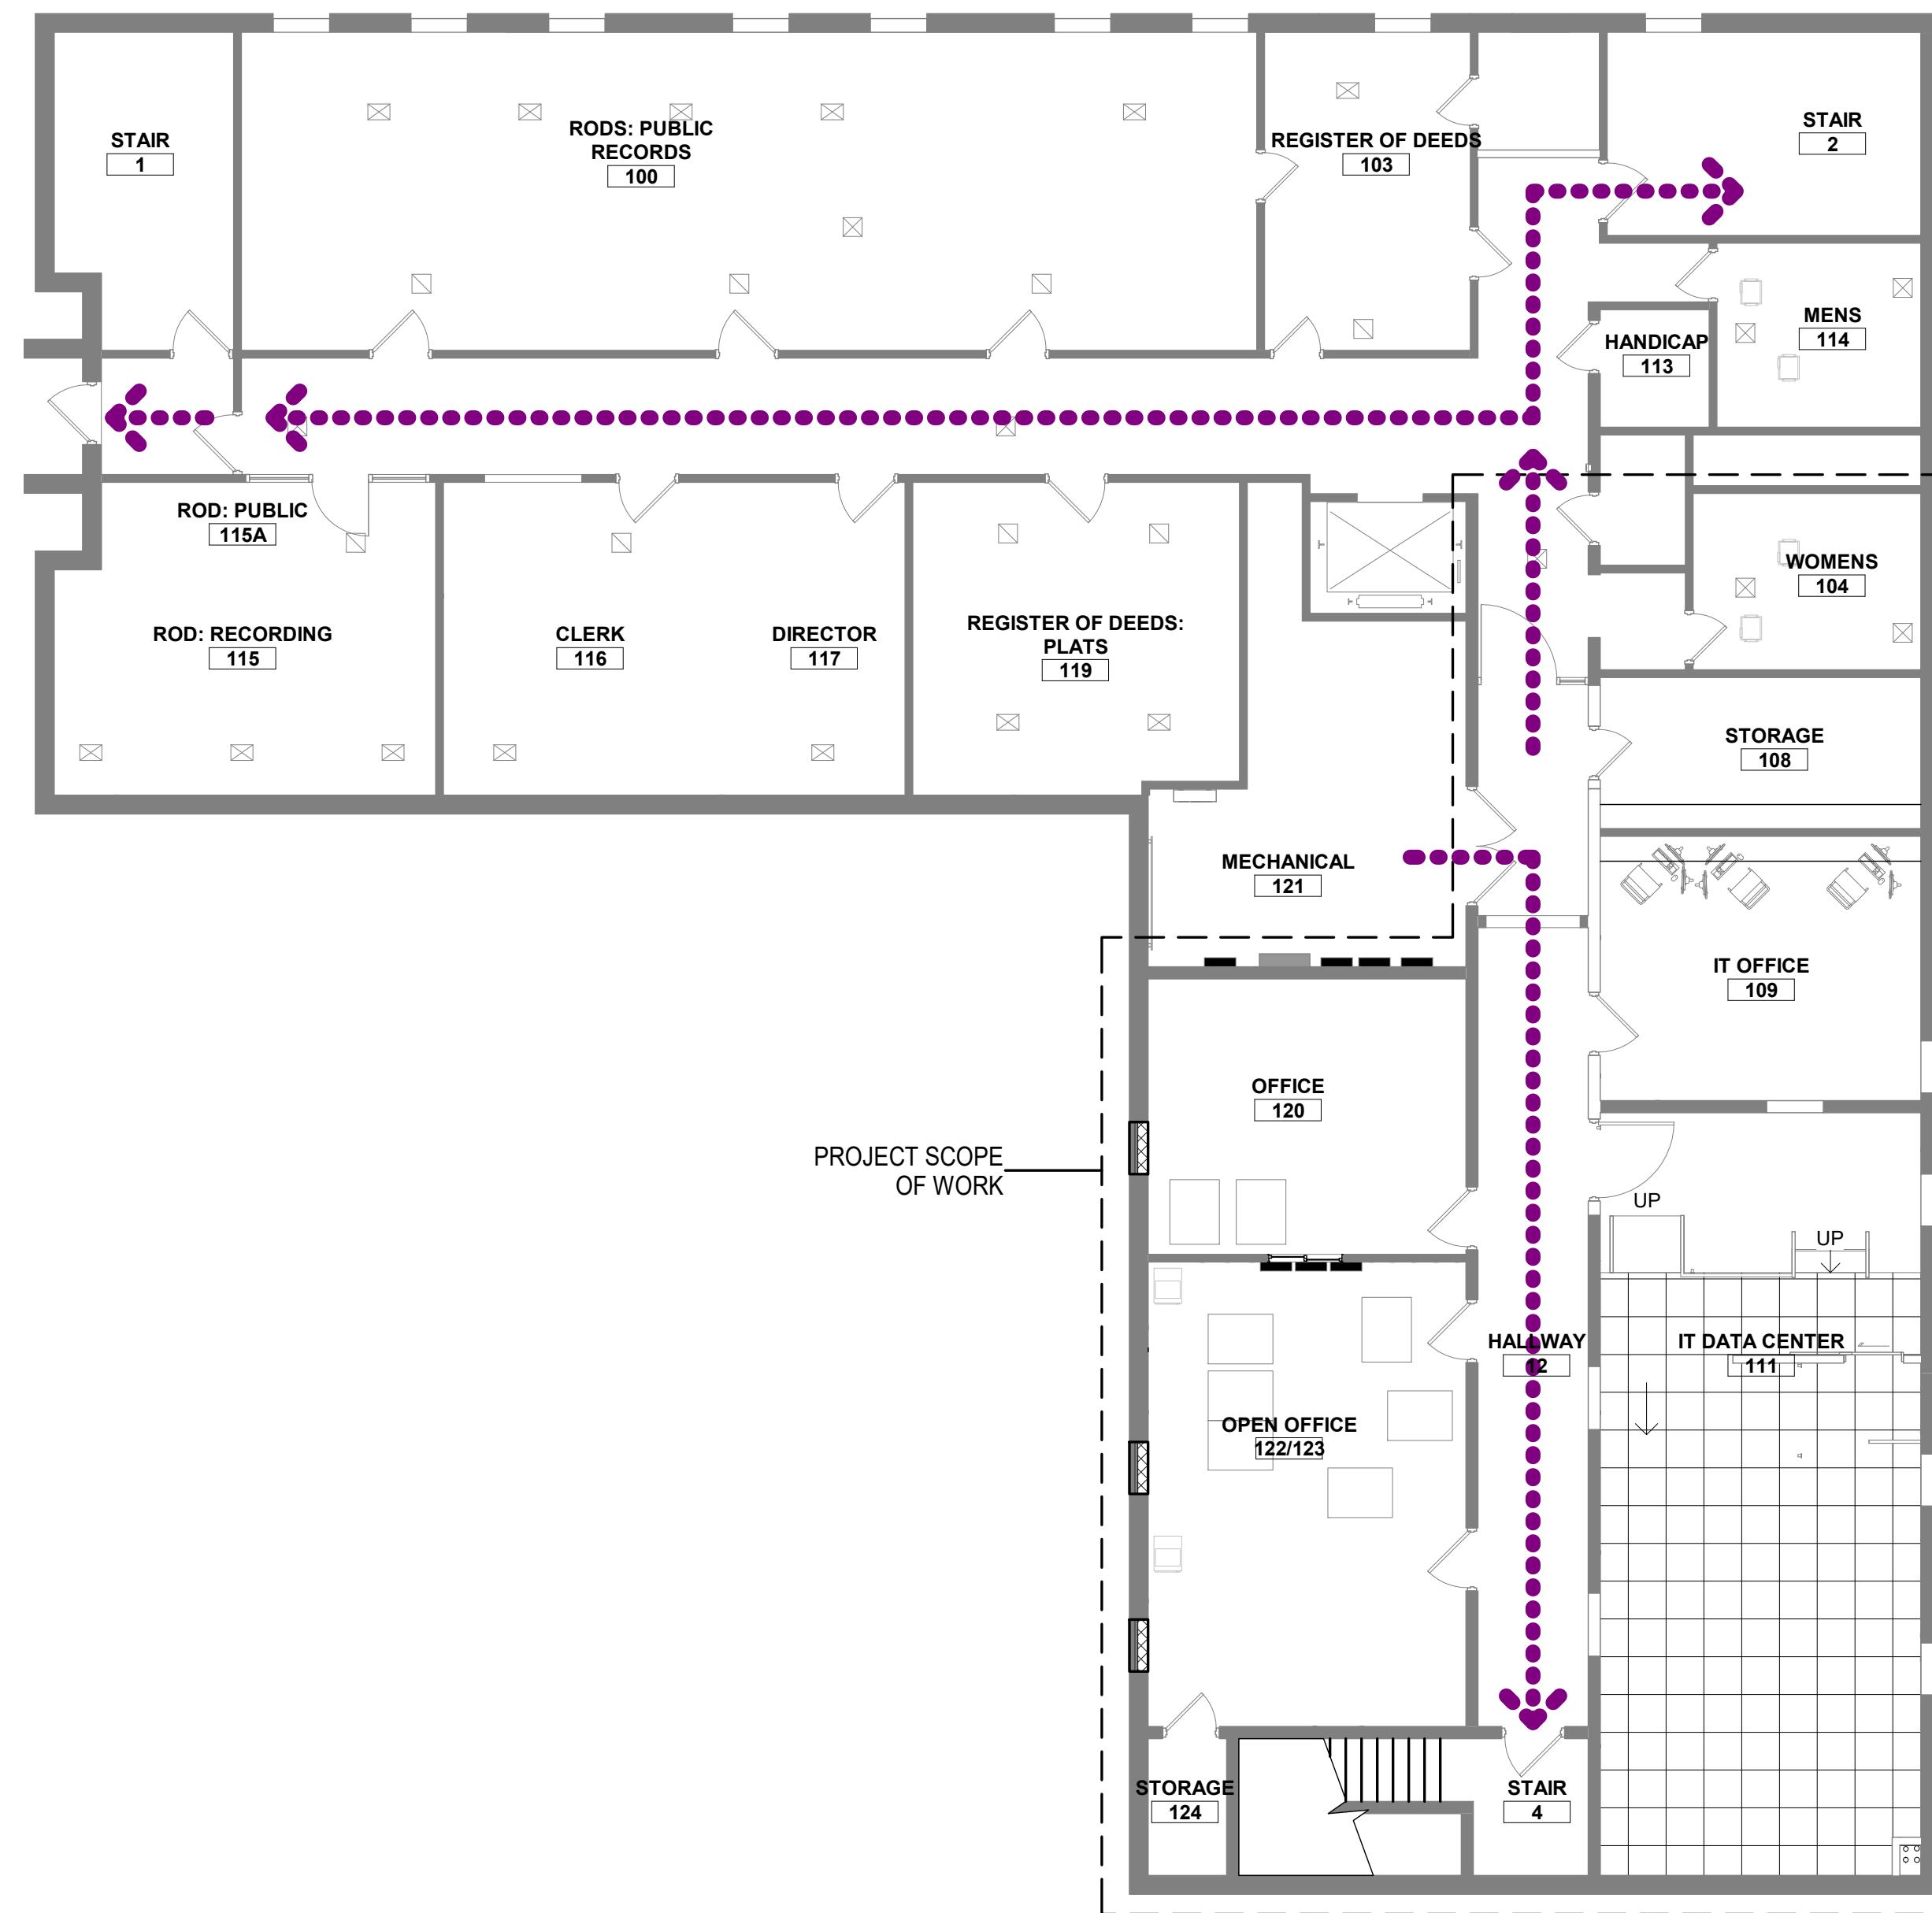 STAIR
1
RODS: PUBLIC
RECORDS
100
REGISTER OF DEEDS
103
STAIR
2
MENS
114
HANDICAP
113
ROD: PUBLIC
115A
ROD: RECORDING
115
CLERK
116
DIRECTOR
117
REGISTER OF DEEDS:
PLATS
119
WOMENS
104
STORAGE
108
MECHANICAL
121
IT OFFICE
109
OFFICE
120
PROJECT SCOPE
OF WORK
UP
UP
HALLWAY
12
IT DATA CENTER
111
OPEN OFFICE
122/123
STORAGE
124
STAIR
4